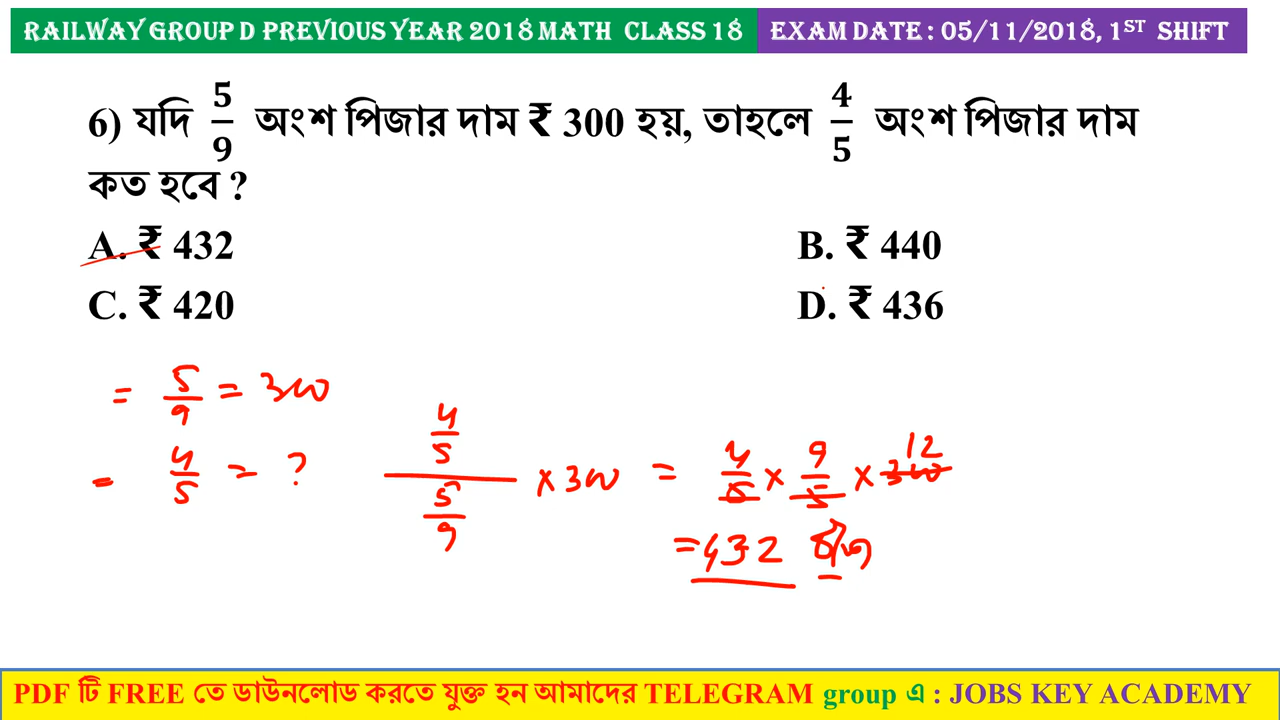 RAILWAY GROUP D PREVIOUS YEAR 2018 MATH CLASS 18 EXAM DATE : 05/11/2018, 1ST SHIFT
6) যদি 5/9 অংশ পিজার দাম ₹ 300 হয়, তাহলে 4/5 অংশ পিজার দাম
কত হবে ?
A. ₹ 432 B. ₹ 440
C. ₹ 420 D. ₹ 436
= 5/9 = 300
= 4/5 = ?
4/5 / 5/9 × 300 = 4/5 × 9/5 × 300 12
= 432 টাকা
PDF টি FREE তে ডাউনলোড করতে যুক্ত হন আমাদের TELEGRAM group এ : JOBS KEY ACADEMY